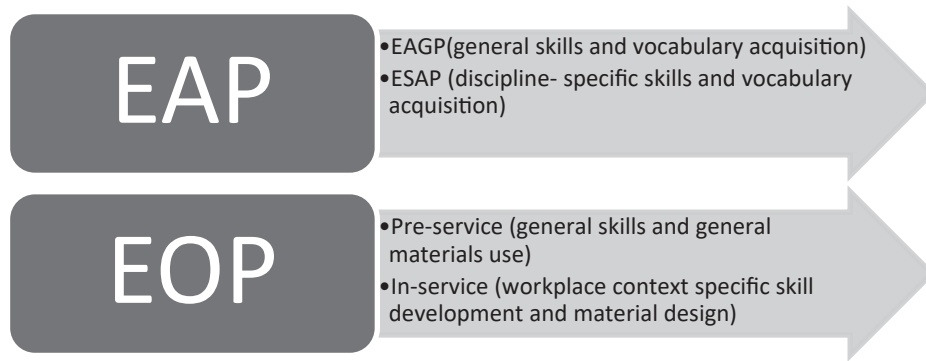 EAP
•EAGP(general skills and vocabulary acquisition)
•ESAP (discipline- specific skills and vocabulary
acquisition)
EOP
•Pre-service (general skills and general
materials use)
•In-service (workplace context specific skill
development and material design)